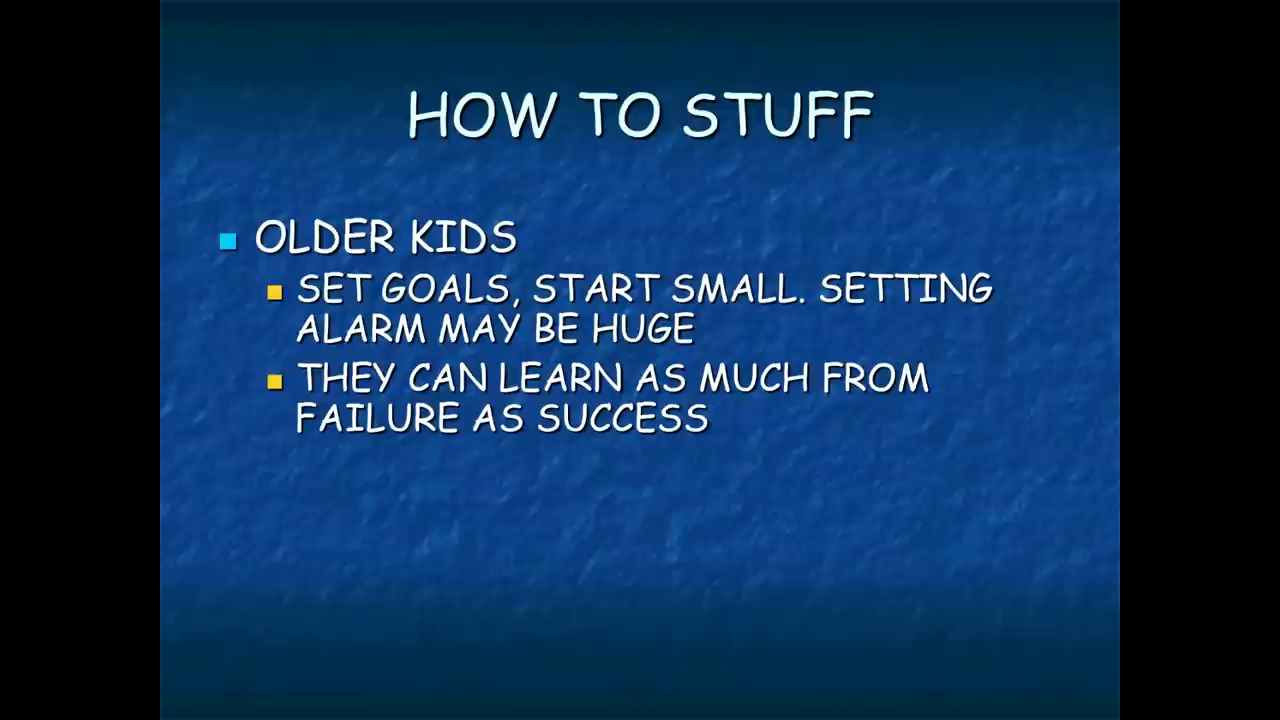 HOW TO STUFF
OLDER KIDS
SET GOALS, START SMALL. SETTING
ALARM MAY BE HUGE
THEY CAN LEARN AS MUCH FROM
FAILURE AS SUCCESS